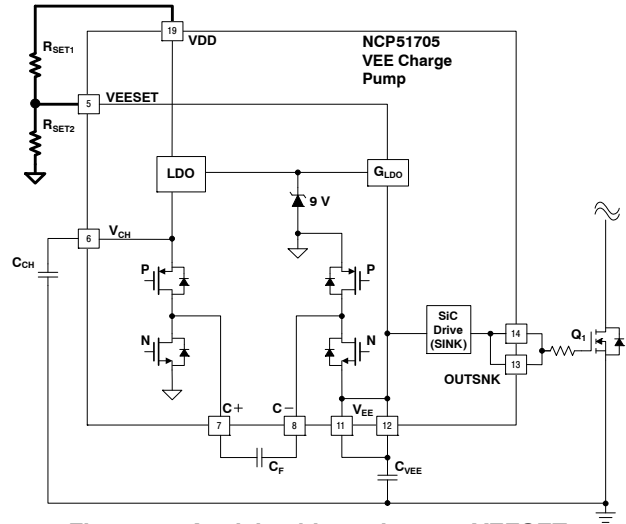 19
VDD
NCP51705
VEE Charge
Pump
RSET1
5
VEESET
RSET2
LDO
GLDO
9 V
6
VCH
CCH
P
P
N
N
SiC
Drive
(SINK)
14
13
OUTSNK
Q1
C+
C−
VEE
7
8
11
12
CF
CVEE